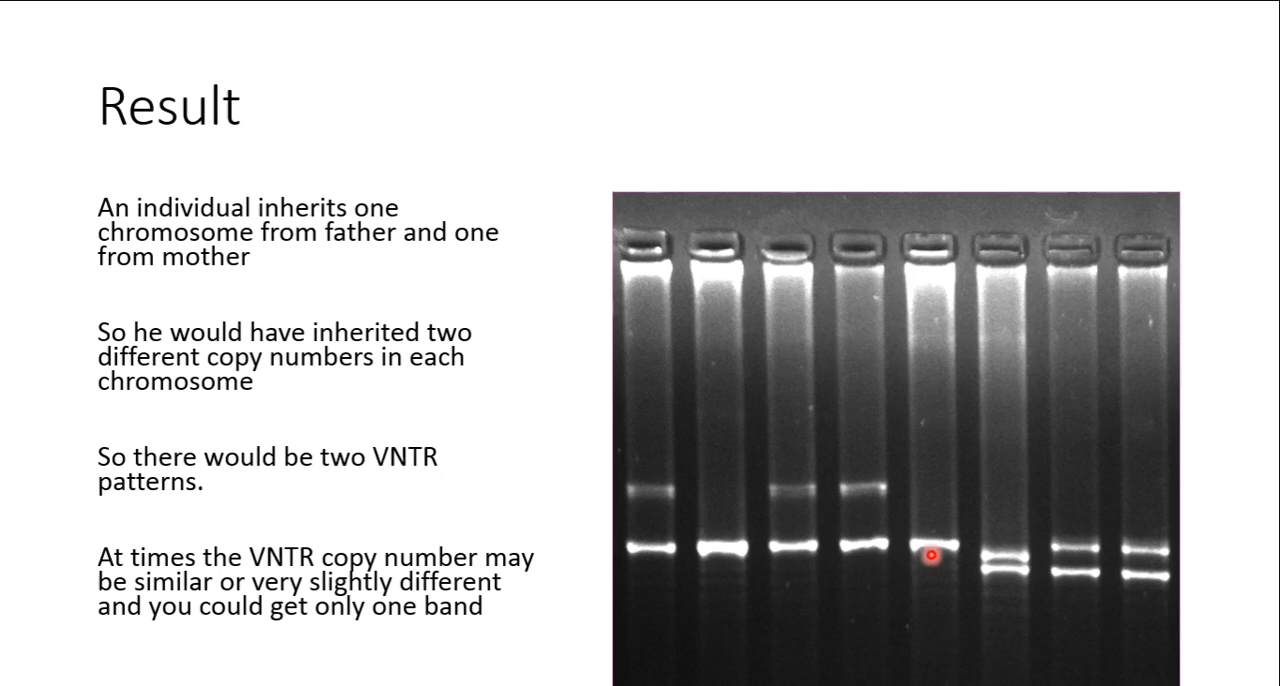 Result
An individual inherits one
chromosome from father and one
from mother
So he would have inherited two
different copy numbers in each
chromosome
So there would be two VNTR
patterns.
At times the VNTR copy number may
be similar or very slightly different
and you could get only one band